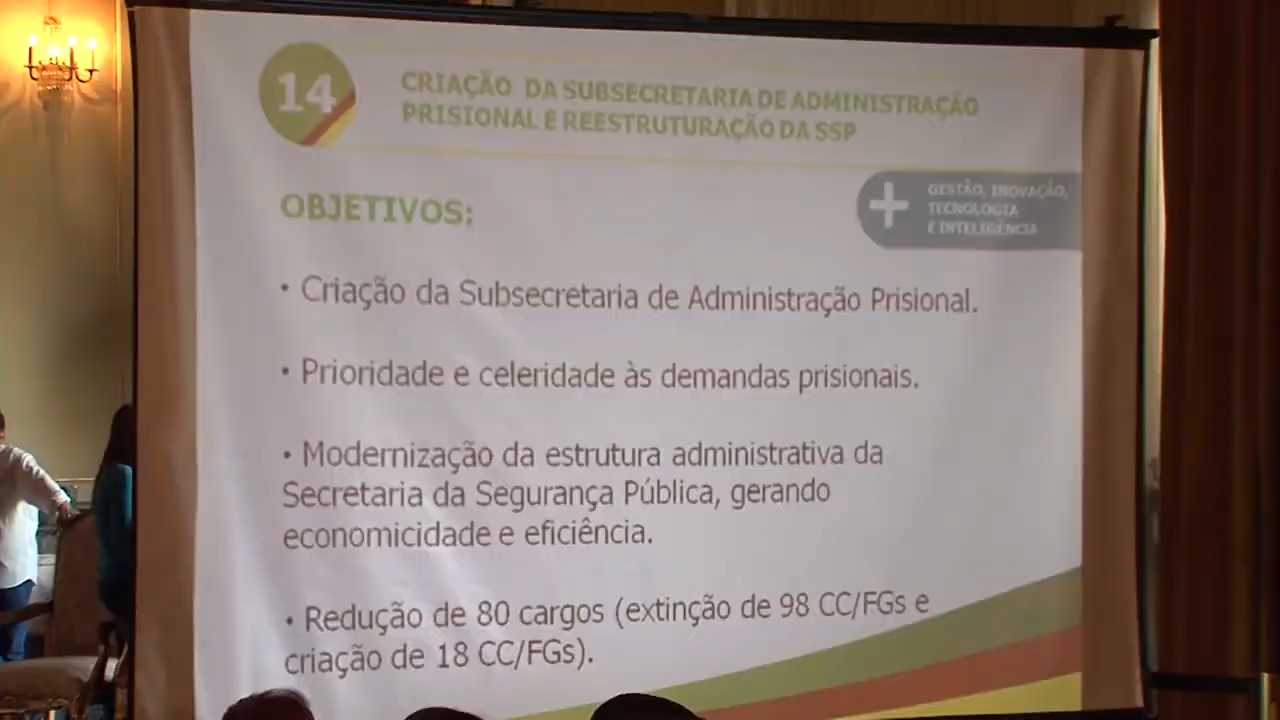 14
CRIAÇÃO DA SUBSECRETARIA DE ADMINISTRAÇÃO
PRISIONAL E REESTRUTURAÇÃO DA SSP
+ GESTÃO, INOVAÇÃO,
TECNOLOGIA
E INTELIGÊNCIA
OBJETIVOS:
• Criação da Subsecretaria de Administração Prisional.
• Prioridade e celeridade às demandas prisionais.
• Modernização da estrutura administrativa da
Secretaria da Segurança Pública, gerando
economicidade e eficiência.
• Redução de 80 cargos (extinção de 98 CC/FGs e
criação de 18 CC/FGs).